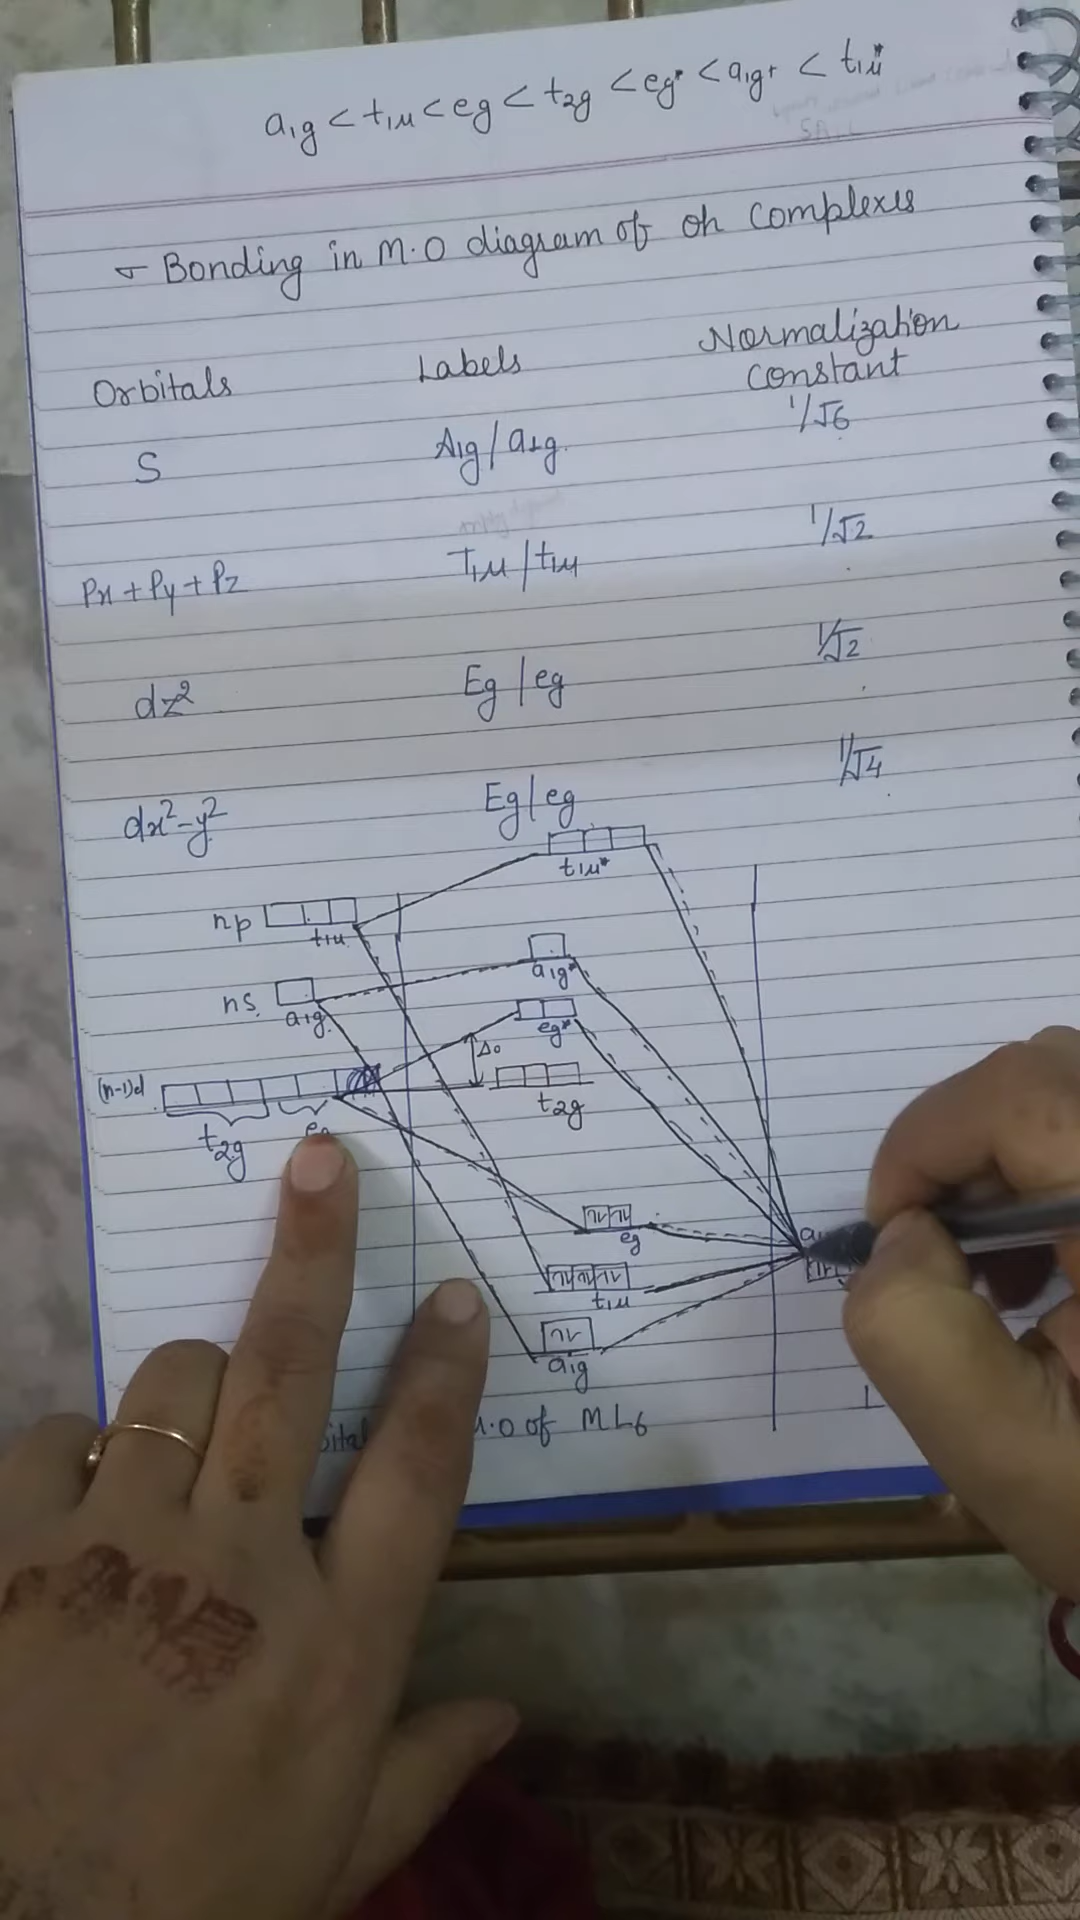 a₁g < t₁u < eg < t₂g < eg* < a₁g* < t₁u*
σ Bonding in M.O diagram of oh complexes
Orbitals Labels Normalization constant
S A₁g / a₁g 1/√6
Px + Py + Pz T₁u / t₁u 1/√2
dz² Eg / eg 1/√2
dx²-y² Eg / eg 1/√4
t₁u*
np t₁u
a₁g*
ns a₁g
eg*
Δo
(n-1)d
t₂g
t₂g eg
eg
t₁u
a₁g
M.O of ML₆ L